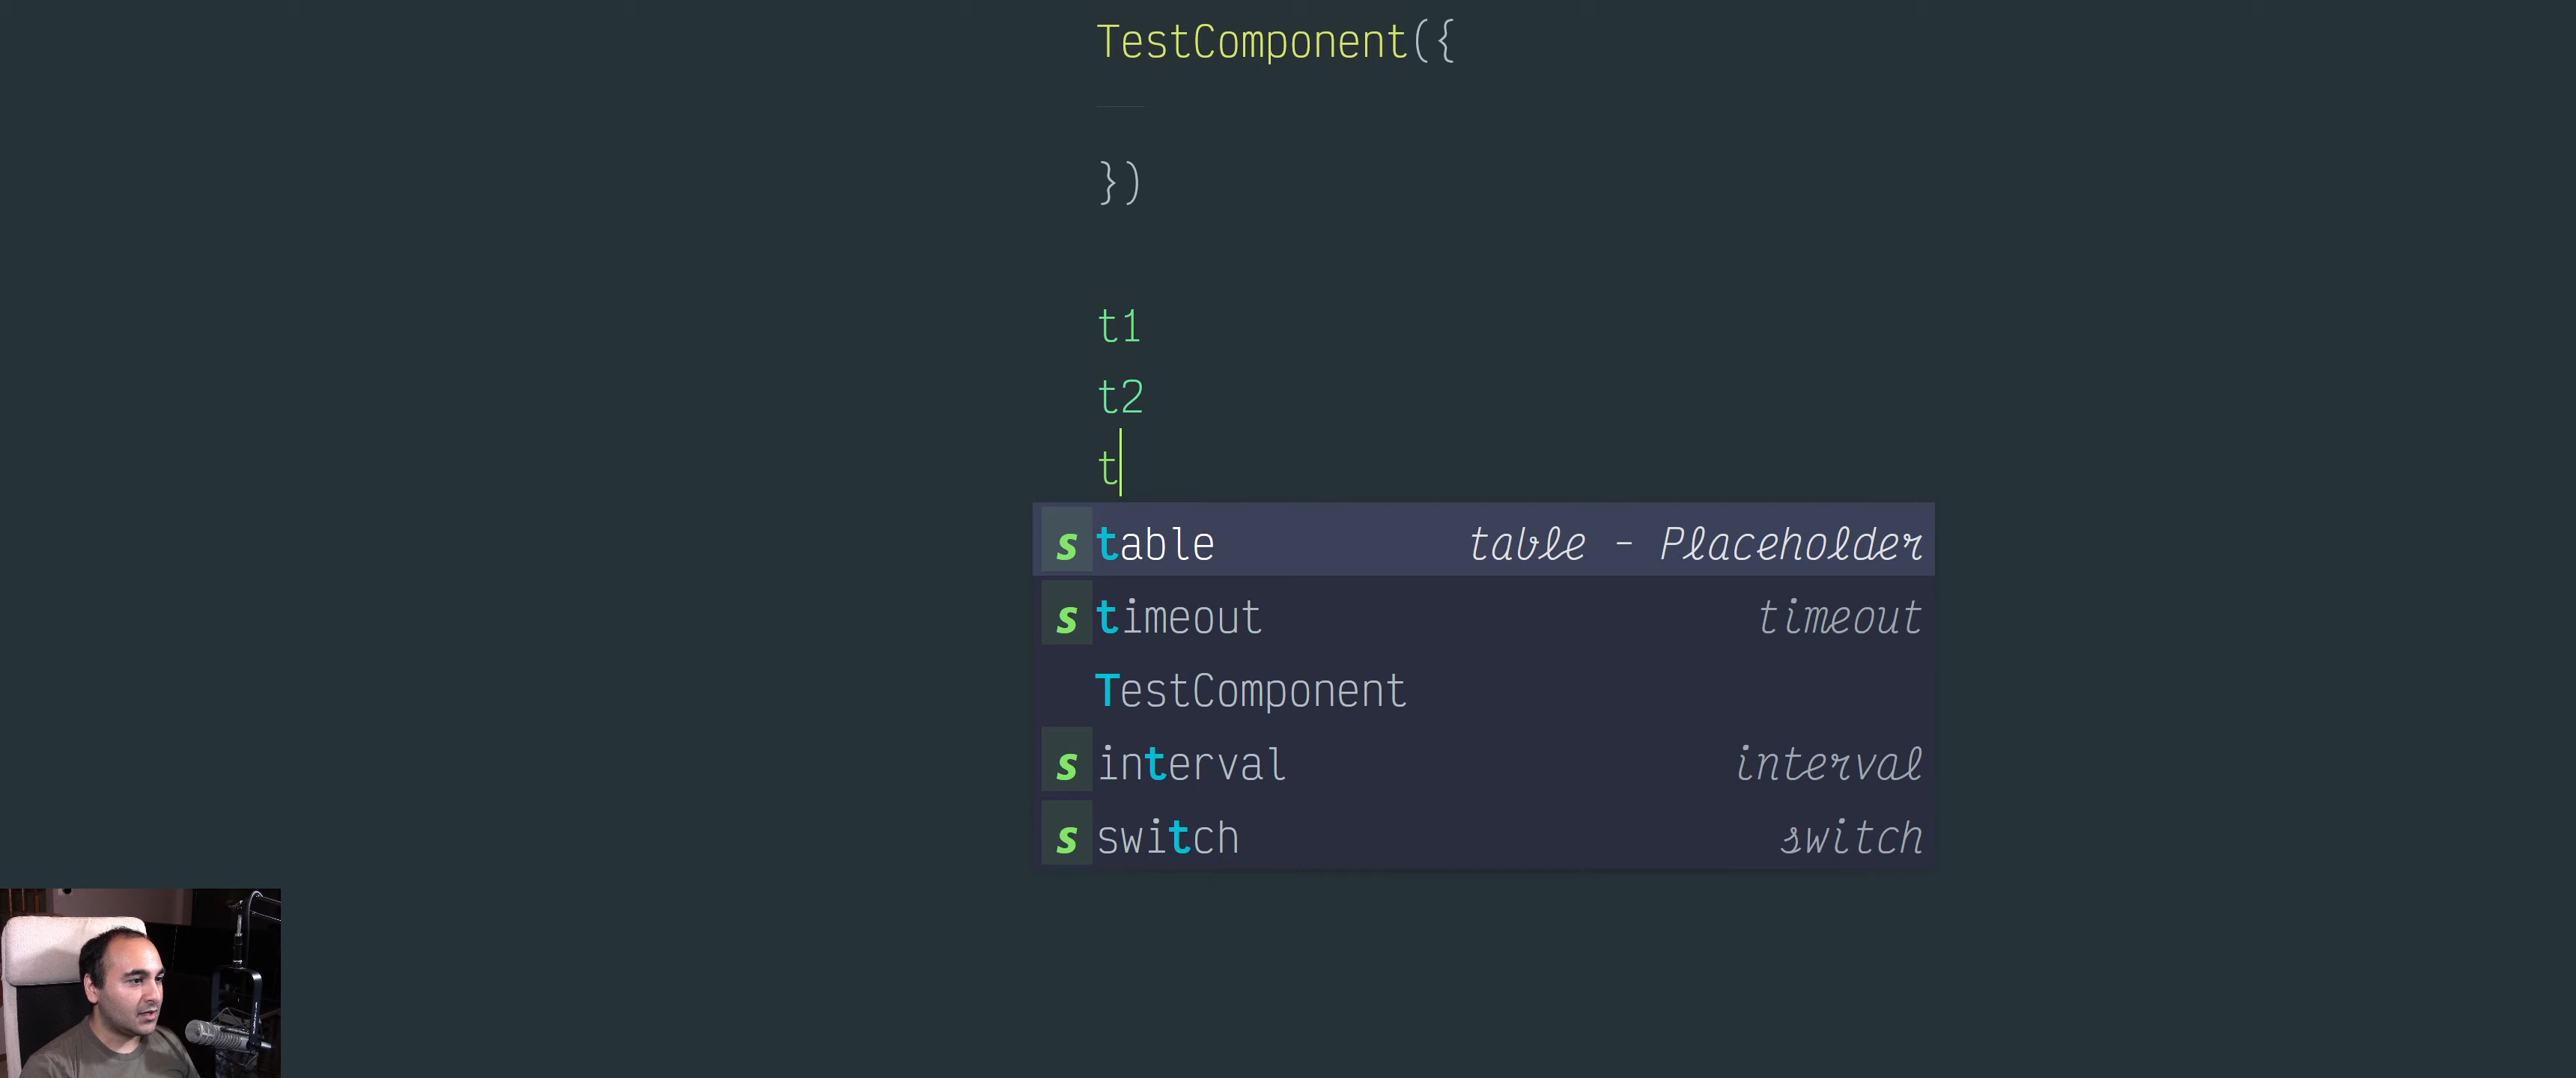 TestComponent({
})
t1
t2
t
s table table - Placeholder
s timeout timeout
TestComponent
s interval interval
s switch switch